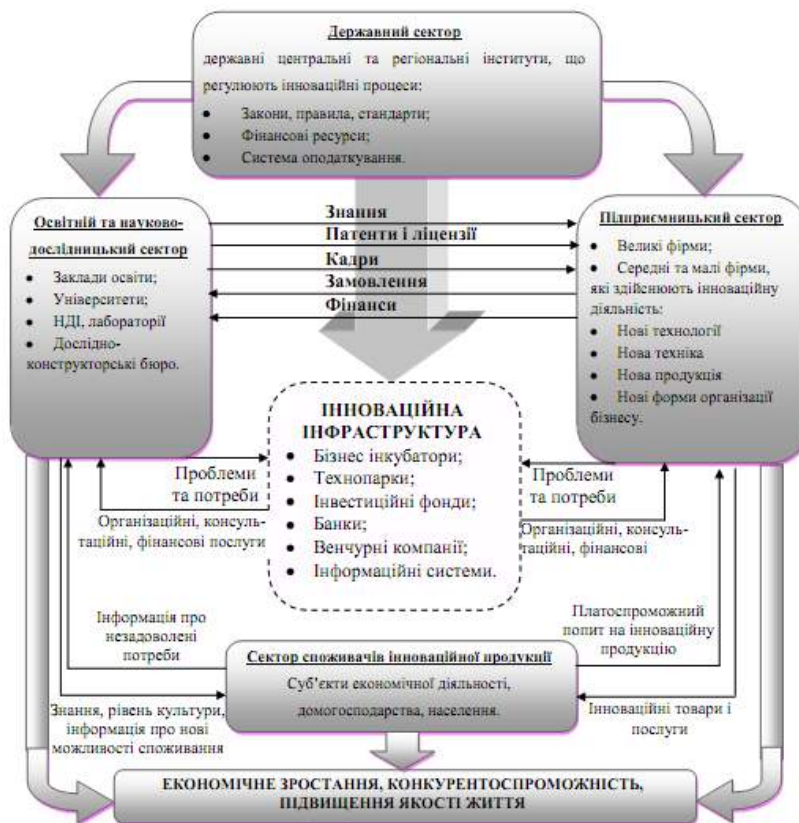 Державний сектор
державні центральні та регіональні інститути, що
регулюють інноваційні процеси:
• Закони, правила, стандарти;
• Фінансові ресурси;
• Система оподаткування.
Освітній та науково-
дослідницький сектор
• Заклади освіти;
• Університети;
• НДІ, лабораторії
• Дослідно-
конструкторські бюро.
Знання
Патенти і ліцензії
Кадри
Замовлення
Фінанси
Підприємницький сектор
• Великі фірми;
• Середні та малі фірми,
які здійснюють інноваційну
діяльність:
• Нові технології
• Нова техніка
• Нова продукція
• Нові форми організації
бізнесу.
ІННОВАЦІЙНА
ІНФРАСТРУКТУРА
• Бізнес інкубатори;
• Технопарки;
• Інвестиційні фонди;
• Банки;
• Венчурні компанії;
• Інформаційні системи.
Проблеми
та потреби
Організаційні, консуль-
таційні, фінансові послуги
Проблеми
та потреби
Організаційні, консуль-
таційні, фінансові
Інформація про
незадоволені
потреби
Платоспроможний
попит на інноваційну
продукцію
Сектор споживачів інноваційної продукції
Суб’єкти економічної діяльності,
домогосподарства, населення.
Знання, рівень культури,
інформація про нові
можливості споживання
Інноваційні товари і
послуги
ЕКОНОМІЧНЕ ЗРОСТАННЯ, КОНКУРЕНТОСПРОМОЖНІСТЬ,
ПІДВИЩЕННЯ ЯКОСТІ ЖИТТЯ